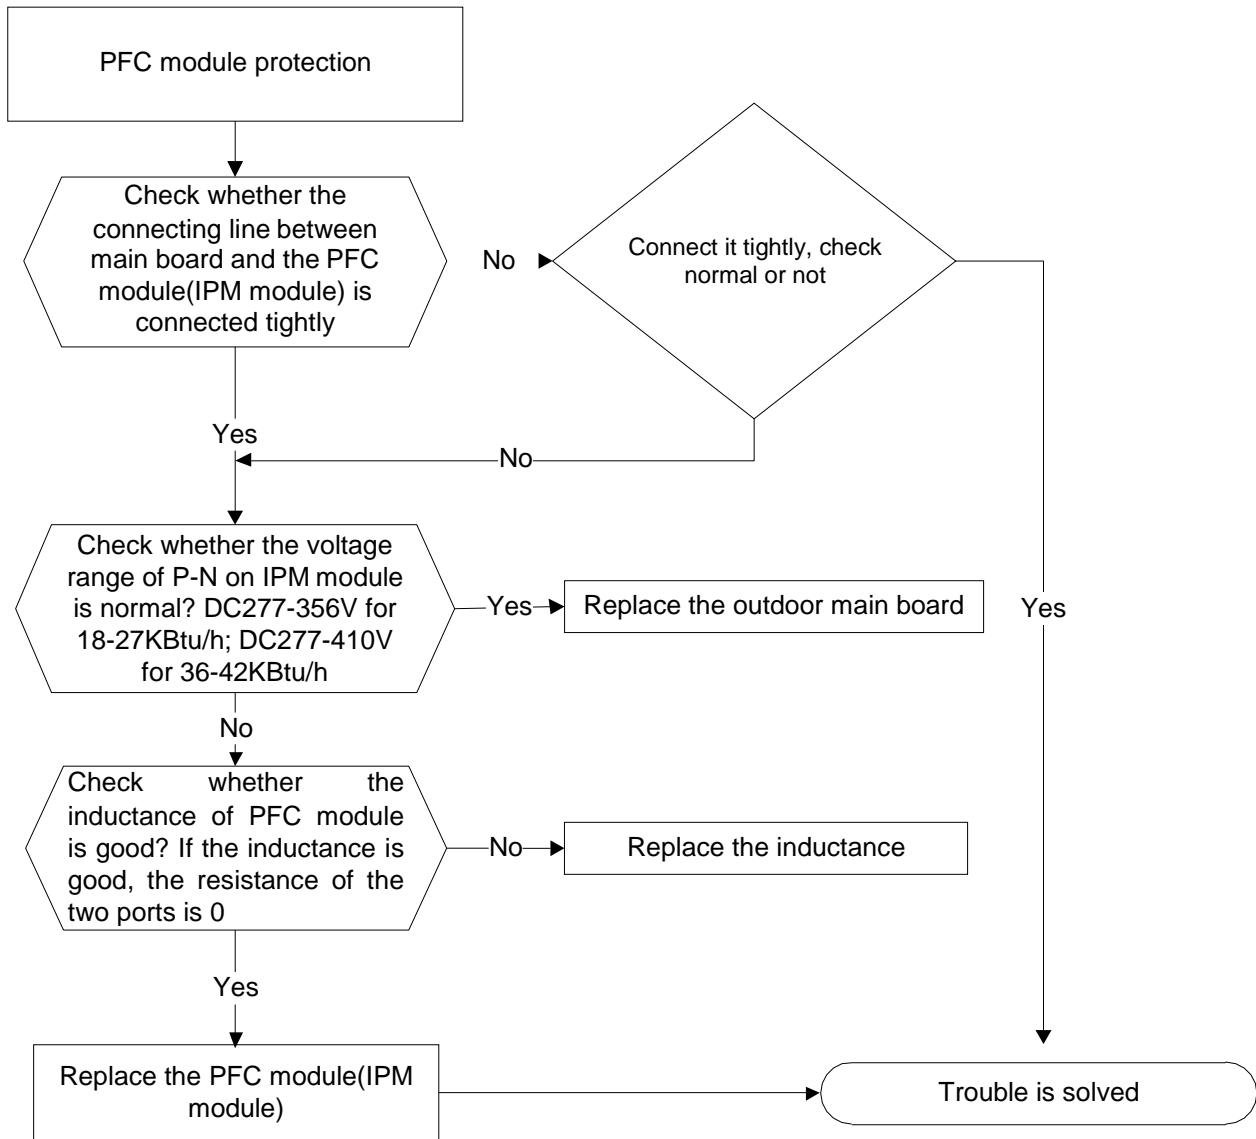 PFC module protection
Check whether the
connecting line between
main board and the PFC
module(IPM module) is
connected tightly
No
Connect it tightly, check
normal or not
Yes
No
Check whether the voltage
range of P-N on IPM module
is normal? DC277-356V for
18-27KBtu/h; DC277-410V
for 36-42KBtu/h
Yes
Replace the outdoor main board
Yes
No
Check whether the
inductance of PFC module
is good? If the inductance is
good, the resistance of the
two ports is 0
No
Replace the inductance
Yes
Replace the PFC module(IPM
module)
Trouble is solved